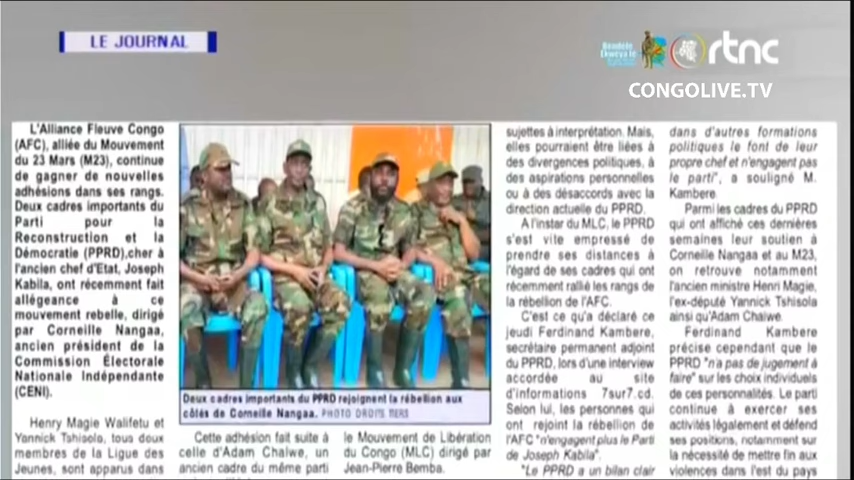 LE JOURNAL
rtnc
CONGOLIVE.TV
L'Alliance Fleuve Congo
(AFC), alliée du Mouvement
du 23 Mars (M23), continue
de gagner de nouvelles
adhésions dans ses rangs.
Deux cadres importants du
Parti pour la
Reconstruction et la
Démocratie (PPRD),cher à
l'ancien chef d'Etat, Joseph
Kabila, ont récemment fait
allégeance à ce
mouvement rebelle, dirigé
par Corneille Nangaa,
ancien président de la
Commission Électorale
Nationale Indépendante
(CENI).
Henry Magie Walifetu et
Yannick Tshisola, tous deux
membres de la Ligue des
Jeunes, sont apparus dans
Deux cadres importants du PPRD rejoignent la rébellion aux
côtés de Corneille Nangaa. PHOTO DROITS TIERS
Cette adhésion fait suite à
celle d'Adam Chalwe, un
ancien cadre du même parti
le Mouvement de Libération
du Congo (MLC) dirigé par
Jean-Pierre Bemba.
sujettes à interprétation. Mais,
elles pourraient être liées à
des divergences politiques, à
des aspirations personnelles
ou à des désaccords avec la
direction actuelle du PPRD.
A l'instar du MLC, le PPRD
s'est vite empressé de
prendre ses distances à
l'égard de ses cadres qui ont
récemment rallié les rangs de
la rébellion de l'AFC.
C'est ce qu'a déclaré ce
jeudi Ferdinand Kambere,
secrétaire permanent adjoint
du PPRD, lors d'une interview
accordée au site
d'informations 7sur7.cd.
Selon lui, les personnes qui
ont rejoint la rébellion de
l'AFC "n'engagent plus le Parti
de Joseph Kabila".
"Le PPRD a un bilan clair
dans d'autres formations
politiques le font de leur
propre chef et n'engagent pas
le parti", a souligné M.
Kambere.
Parmi les cadres du PPRD
qui ont affiché ces dernières
semaines leur soutien à
Corneille Nangaa et au M23,
on retrouve notamment
l'ancien ministre Henri Magie,
l'ex-député Yannick Tshisola
ainsi qu'Adam Chalwe.
Ferdinand Kambere
précise cependant que le
PPRD "n'a pas de jugement à
faire" sur les choix individuels
de ces personnalités. Le parti
continue à exercer ses
activités légalement et défend
ses positions, notamment sur
la nécessité de mettre fin aux
violences dans l'est du pays